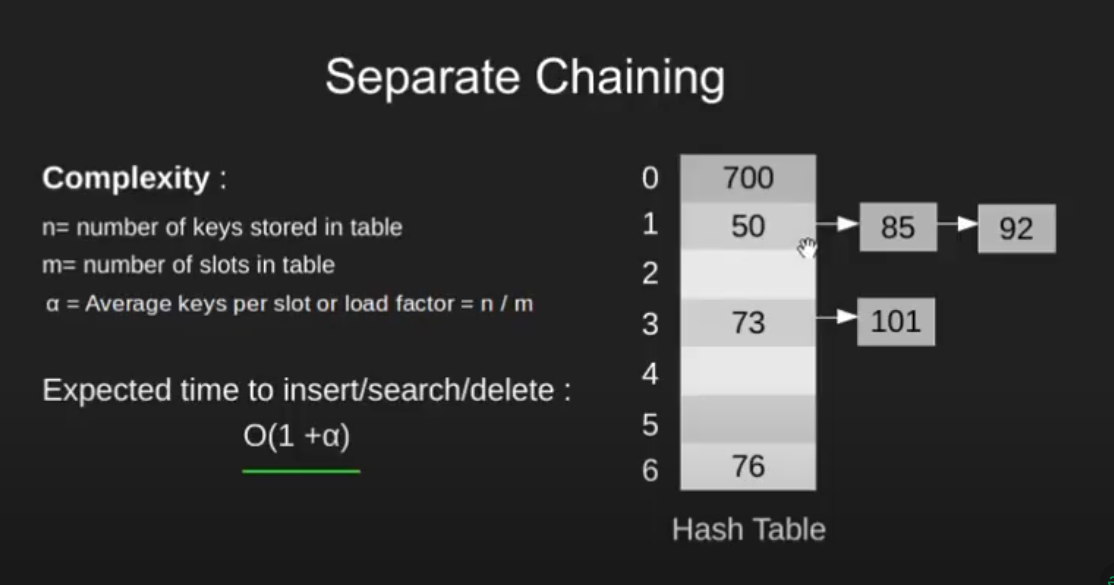 Separate Chaining
Complexity :
n= number of keys stored in table
m= number of slots in table
α = Average keys per slot or load factor = n / m
Expected time to insert/search/delete :
O(1 +α)
0 700
1 50 85 92
2
3 73 101
4
5
6 76
Hash Table